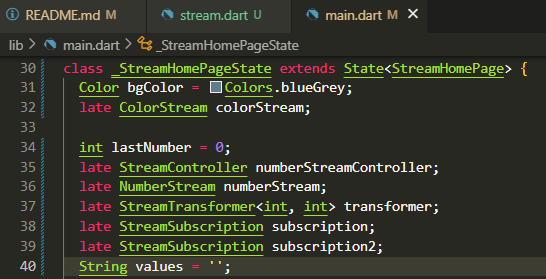 README.md M stream.dart U main.dart M
lib > main.dart > _StreamHomePageState
30 class _StreamHomePageState extends State<StreamHomePage> {
31 Color bgColor = Colors.blueGrey;
32 late ColorStream colorStream;
33
34 int lastNumber = 0;
35 late StreamController numberStreamController;
36 late NumberStream numberStream;
37 late StreamTransformer<int, int> transformer;
38 late StreamSubscription subscription;
39 late StreamSubscription subscription2;
40 String values = '';